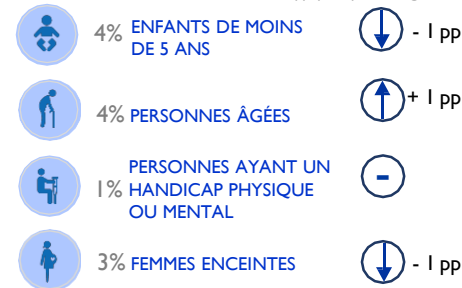 4% ENFANTS DE MOINS
DE 5 ANS
- 1 pp
4% PERSONNES ÂGÉES
+ 1 pp
PERSONNES AYANT UN
1% HANDICAP PHYSIQUE
OU MENTAL
-
3% FEMMES ENCEINTES
- 1 pp